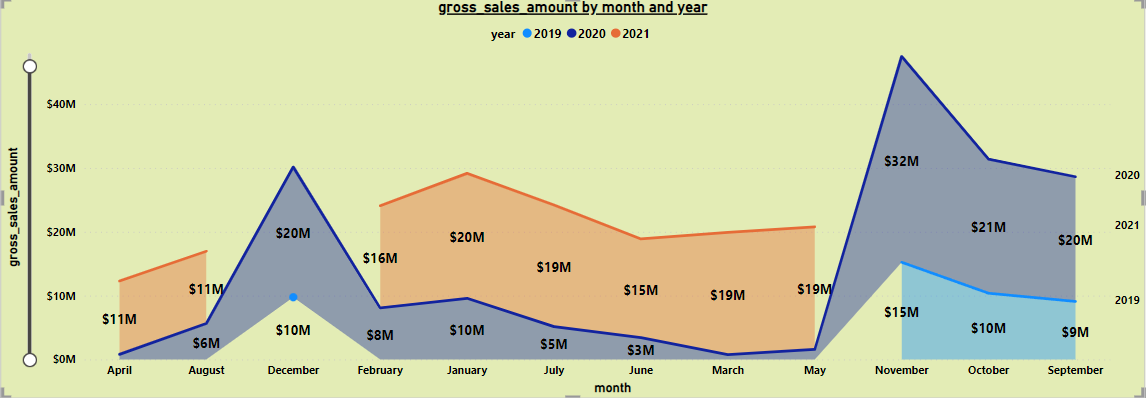 gross_sales_amount by month and year
year 2019 2020 2021
gross_sales_amount
$40M
$30M
$20M
$10M
$0M
$11M
$11M
$6M
$20M
$10M
$16M
$8M
$20M
$10M
$19M
$5M
$15M
$3M
$19M
$19M
$32M
$15M
$21M
$10M
$20M
$9M
2020
2021
2019
April August December February January July June March May November October September
month